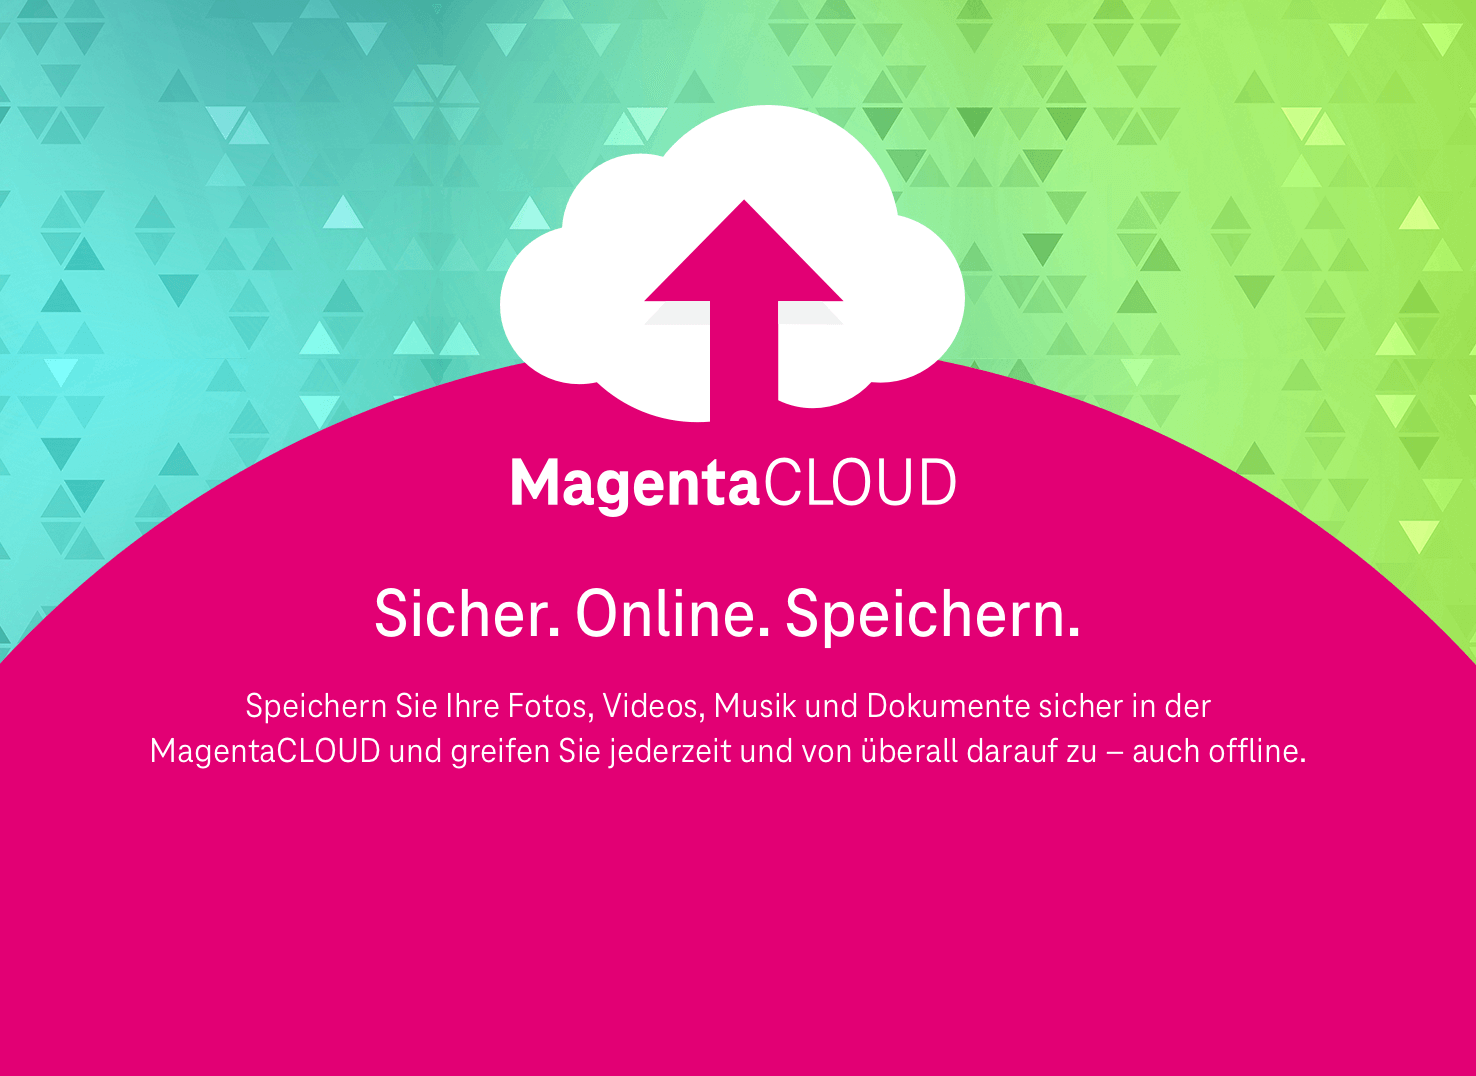 MagentaCLOUD
Sicher. Online. Speichern.
Speichern Sie Ihre Fotos, Videos, Musik und Dokumente sicher in der
MagentaCLOUD und greifen Sie jederzeit und von überall darauf zu – auch offline.